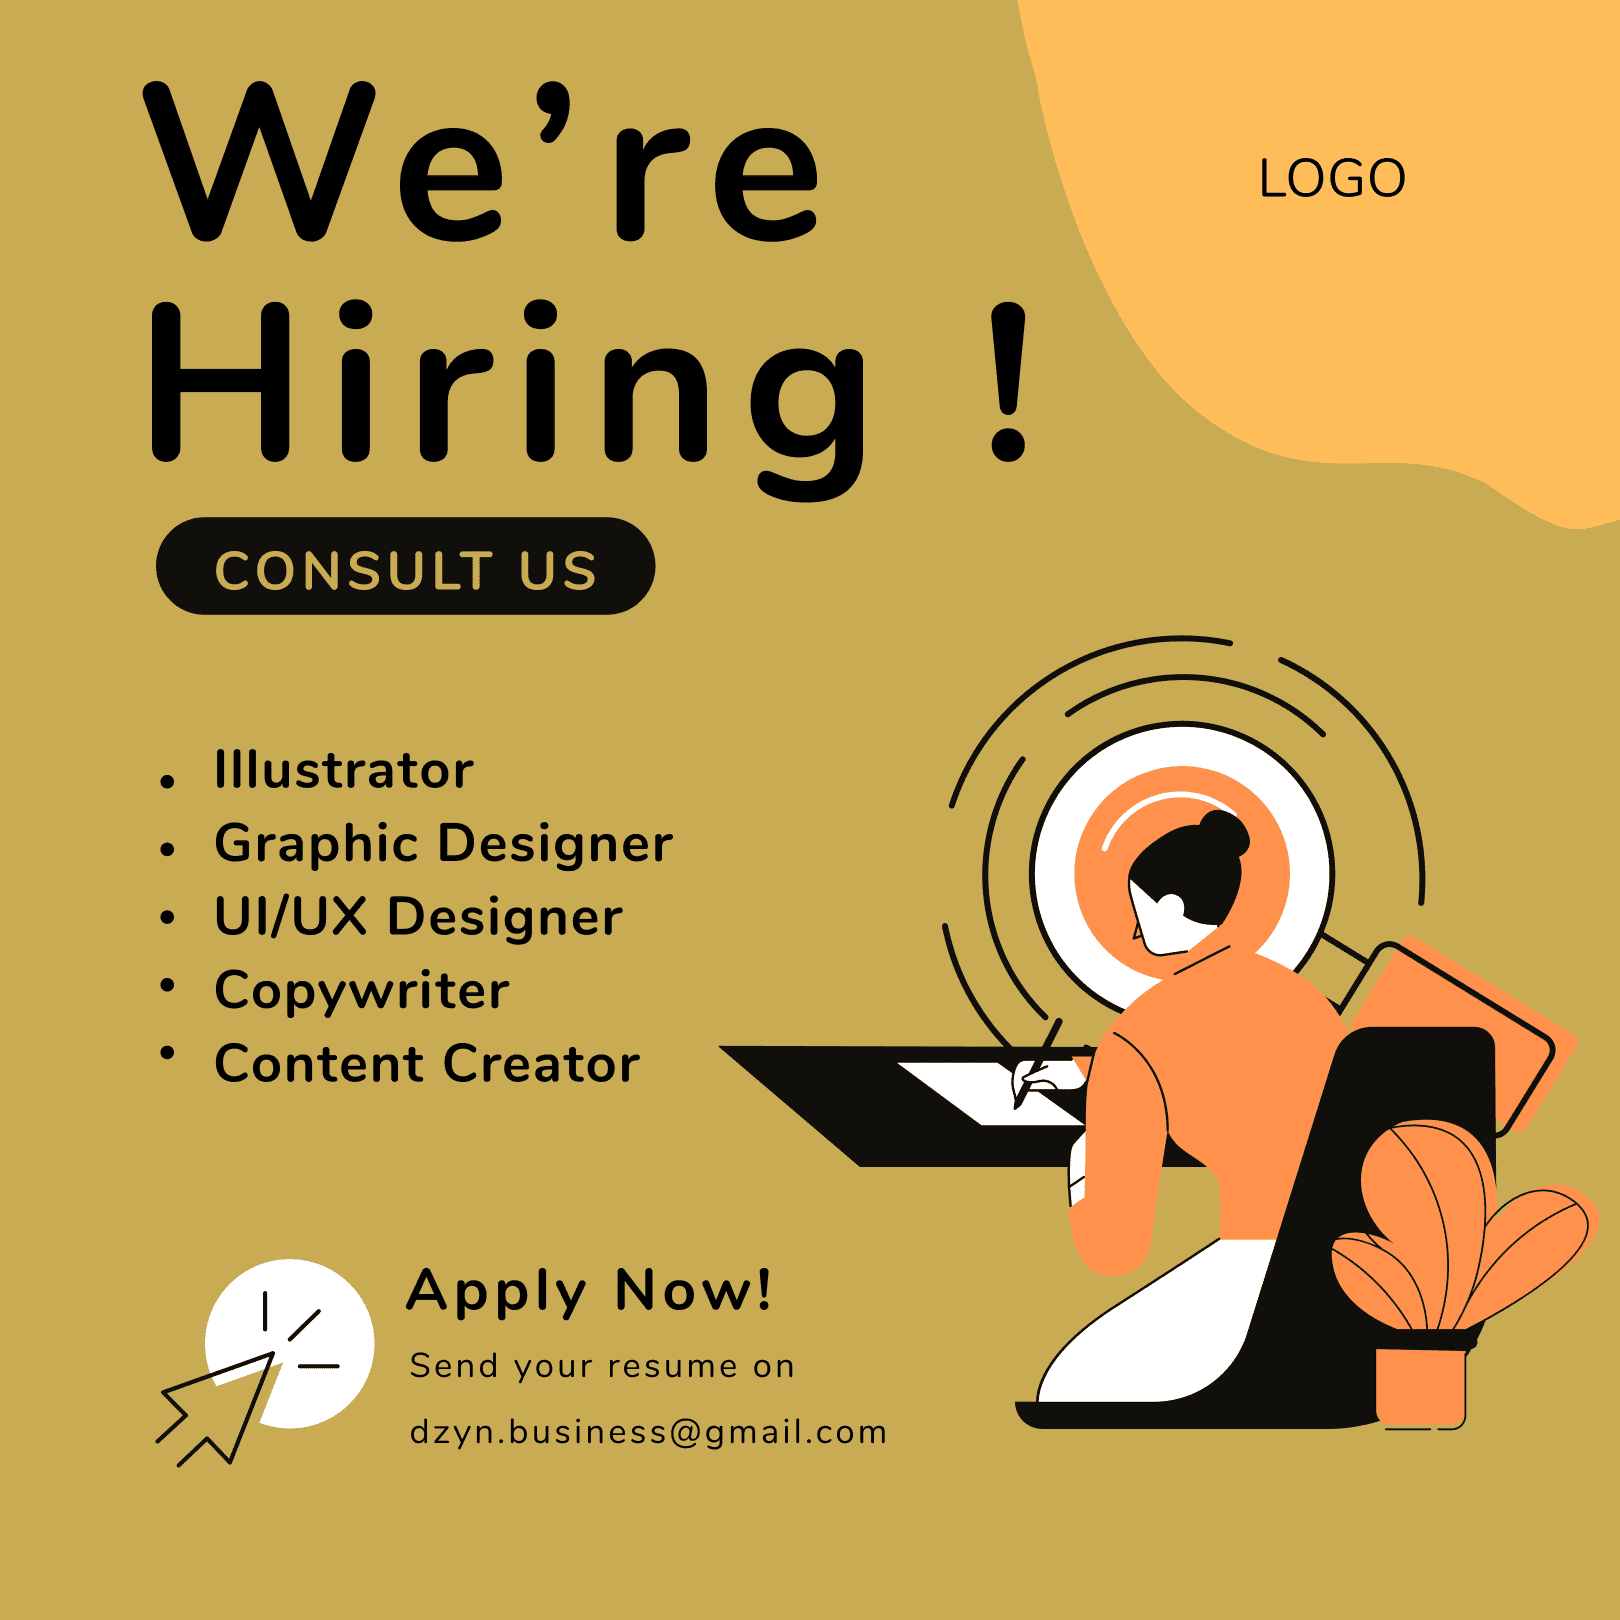 We’re
Hiring !
LOGO
CONSULT US
• Illustrator
• Graphic Designer
• UI/UX Designer
• Copywriter
• Content Creator
Apply Now!
Send your resume on
dzyn.business@gmail.com